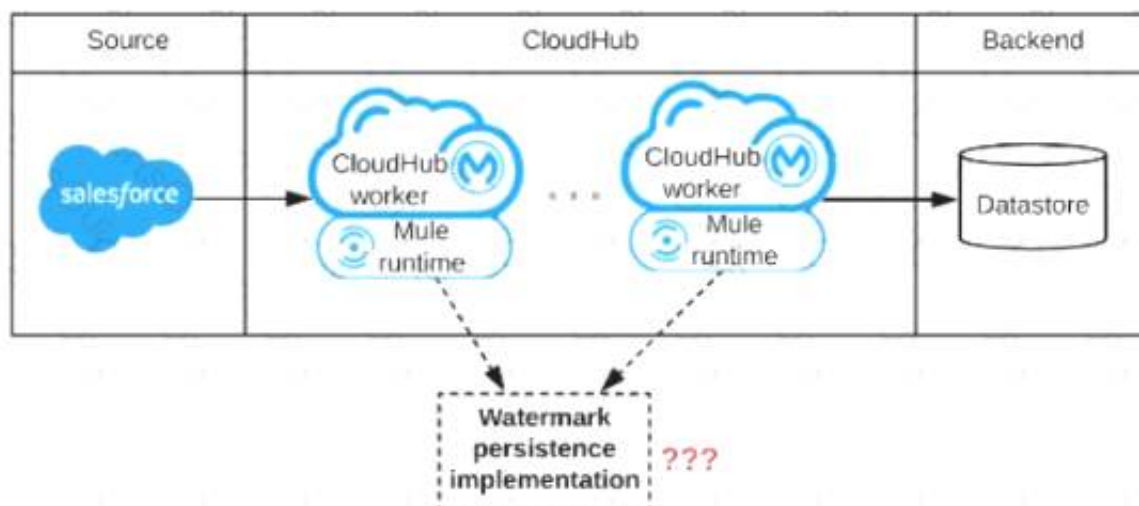 Source
CloudHub
Backend
salesforce
CloudHub
worker
Mule
runtime
...
CloudHub
worker
Mule
runtime
Datastore
Watermark
persistence
implementation
???